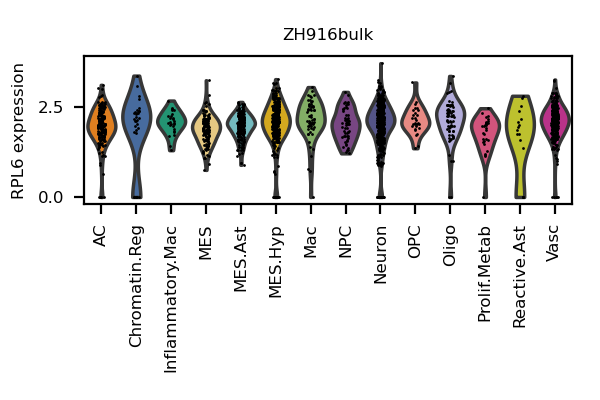 ZH916bulk
RPL6 expression
2.5
0.0
AC
Chromatin.Reg
Inflammatory.Mac
MES
MES.Ast
MES.Hyp
Mac
NPC
Neuron
OPC
Oligo
Prolif.Metab
Reactive.Ast
Vasc